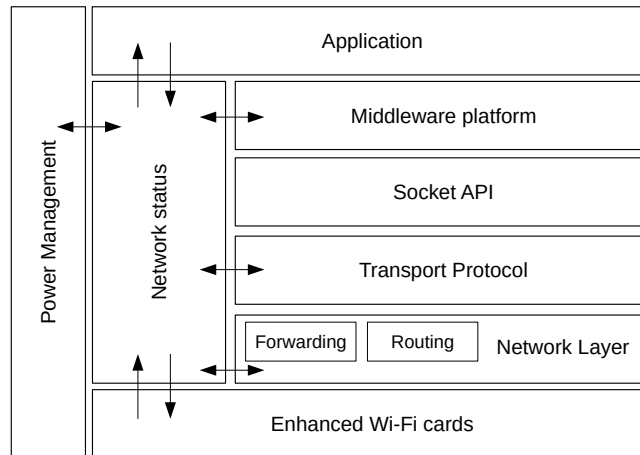 Application
Power Management
Network status
Middleware platform
Socket API
Transport Protocol
Forwarding
Routing
Network Layer
Enhanced Wi-Fi cards